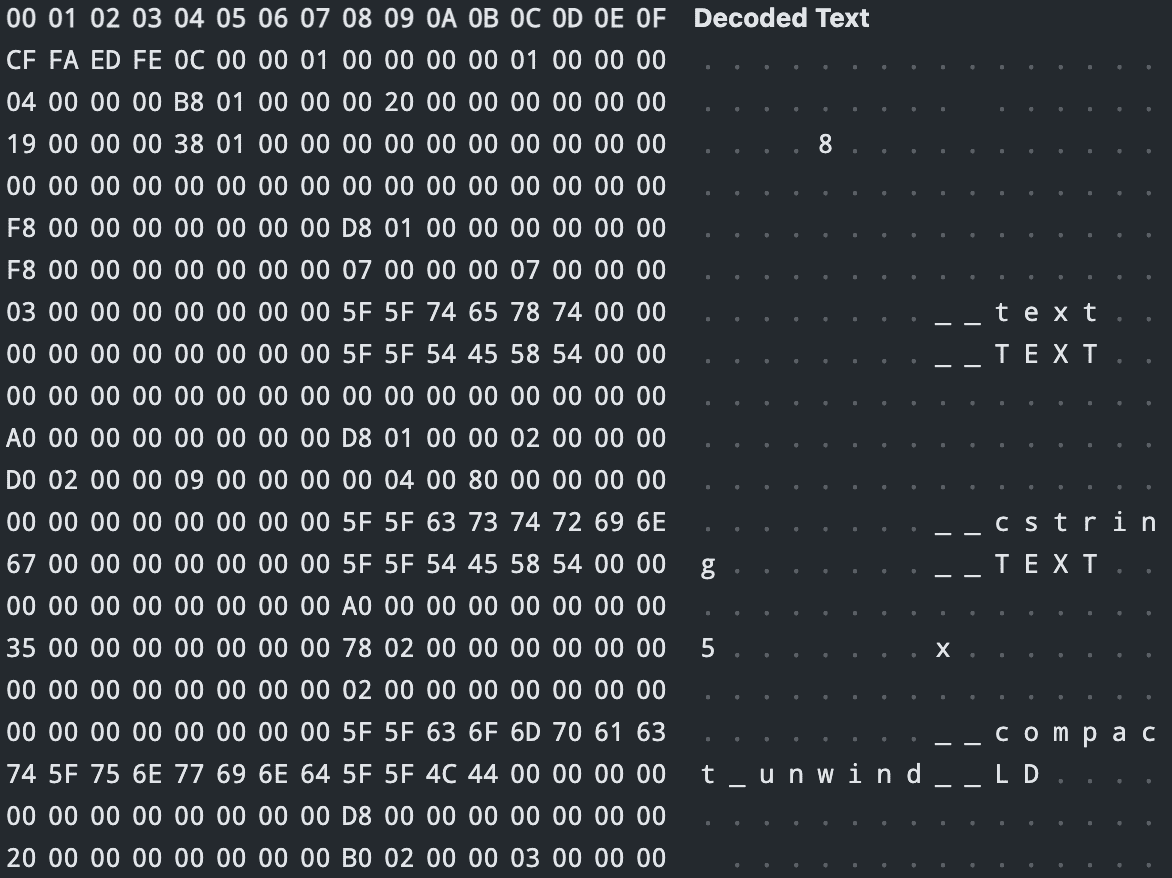 00 01 02 03 04 05 06 07 08 09 0A 0B 0C 0D 0E 0F Decoded Text
CF FA ED FE 0C 00 00 01 00 00 00 00 01 00 00 00 . . . . . . . . . . . . . . . .
04 00 00 00 B8 01 00 00 00 20 00 00 00 00 00 00 . . . . . . . . .   . . . . . .
19 00 00 00 38 01 00 00 00 00 00 00 00 00 00 00 . . . . 8 . . . . . . . . . . .
00 00 00 00 00 00 00 00 00 00 00 00 00 00 00 00 . . . . . . . . . . . . . . . .
F8 00 00 00 00 00 00 00 D8 01 00 00 00 00 00 00 . . . . . . . . . . . . . . . .
F8 00 00 00 00 00 00 00 07 00 00 00 07 00 00 00 . . . . . . . . . . . . . . . .
03 00 00 00 00 00 00 00 5F 5F 74 65 78 74 00 00 . . . . . . . . _ _ t e x t . .
00 00 00 00 00 00 00 00 5F 5F 54 45 58 54 00 00 . . . . . . . . _ _ T E X T . .
00 00 00 00 00 00 00 00 00 00 00 00 00 00 00 00 . . . . . . . . . . . . . . . .
A0 00 00 00 00 00 00 00 D8 01 00 00 02 00 00 00 . . . . . . . . . . . . . . . .
D0 02 00 00 09 00 00 00 00 04 00 80 00 00 00 00 . . . . . . . . . . . . . . . .
00 00 00 00 00 00 00 00 5F 5F 63 73 74 72 69 6E . . . . . . . . _ _ c s t r i n
67 00 00 00 00 00 00 00 5F 5F 54 45 58 54 00 00 g . . . . . . . _ _ T E X T . .
00 00 00 00 00 00 00 00 A0 00 00 00 00 00 00 00 . . . . . . . . . . . . . . . .
35 00 00 00 00 00 00 00 78 02 00 00 00 00 00 00 5 . . . . . . . x . . . . . . .
00 00 00 00 00 00 00 00 02 00 00 00 00 00 00 00 . . . . . . . . . . . . . . . .
00 00 00 00 00 00 00 00 5F 5F 63 6F 6D 70 61 63 . . . . . . . . _ _ c o m p a c
74 5F 75 6E 77 69 6E 64 5F 5F 4C 44 00 00 00 00 t _ u n w i n d _ _ L D . . . .
00 00 00 00 00 00 00 00 D8 00 00 00 00 00 00 00 . . . . . . . . . . . . . . . .
20 00 00 00 00 00 00 00 B0 02 00 00 03 00 00 00   . . . . . . . . . . . . . . .